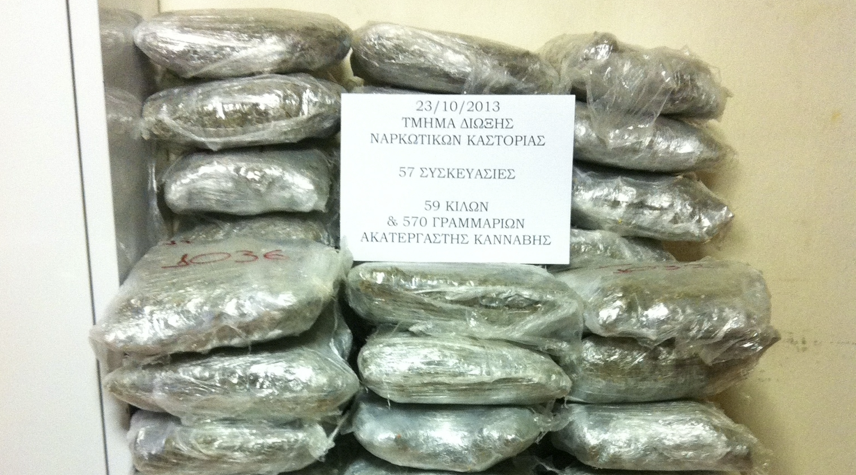 23/10/2013
ΤΜΗΜΑ ΔΙΩΞΗΣ
ΝΑΡΚΩΤΙΚΩΝ ΚΑΣΤΟΡΙΑΣ
57 ΣΥΣΚΕΥΑΣΙΕΣ
59 ΚΙΛΩΝ
& 570 ΓΡΑΜΜΑΡΙΩΝ
ΑΚΑΤΕΡΓΑΣΤΗΣ ΚΑΝΝΑΒΗΣ